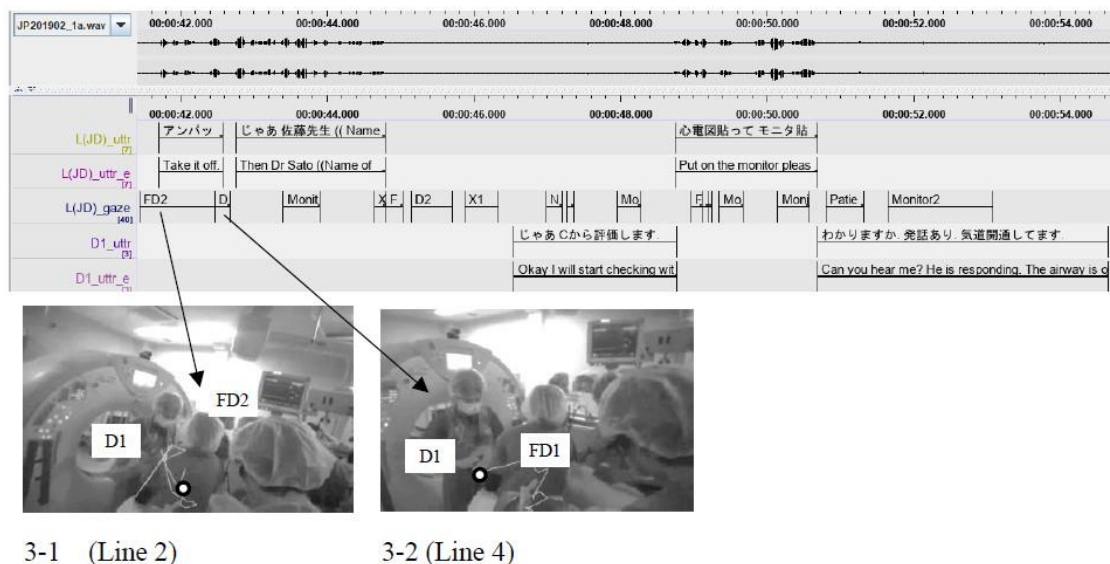 JP201902_1a.wav
00:00:42.000 00:00:44.000 00:00:46.000 00:00:48.000 00:00:50.000 00:00:52.000 00:00:54.000
00:00:42.000 00:00:44.000 00:00:46.000 00:00:48.000 00:00:50.000 00:00:52.000 00:00:54.000
L(JD)_uttr アンパッ じゃあ 佐藤先生 (( Name 心電図貼って モニタ貼
[7]
L(JD)_uttr_e Take it off. Then Dr Sato ((Name of Put on the monitor pleas
[7]
L(JD)_gaze FD2 D Monit X F. D2 X1 N Mo F Mo Moni Patie Monitor2
[40]
D1_uttr じゃあ Cから評価します. わかりますか. 発話あり. 気道開通してます.
[3]
D1_uttr_e Okay I will start checking wit Can you hear me? He is responding. The airway is o
FD2
D1
D1
FD1
3-1 (Line 2) 3-2 (Line 4)